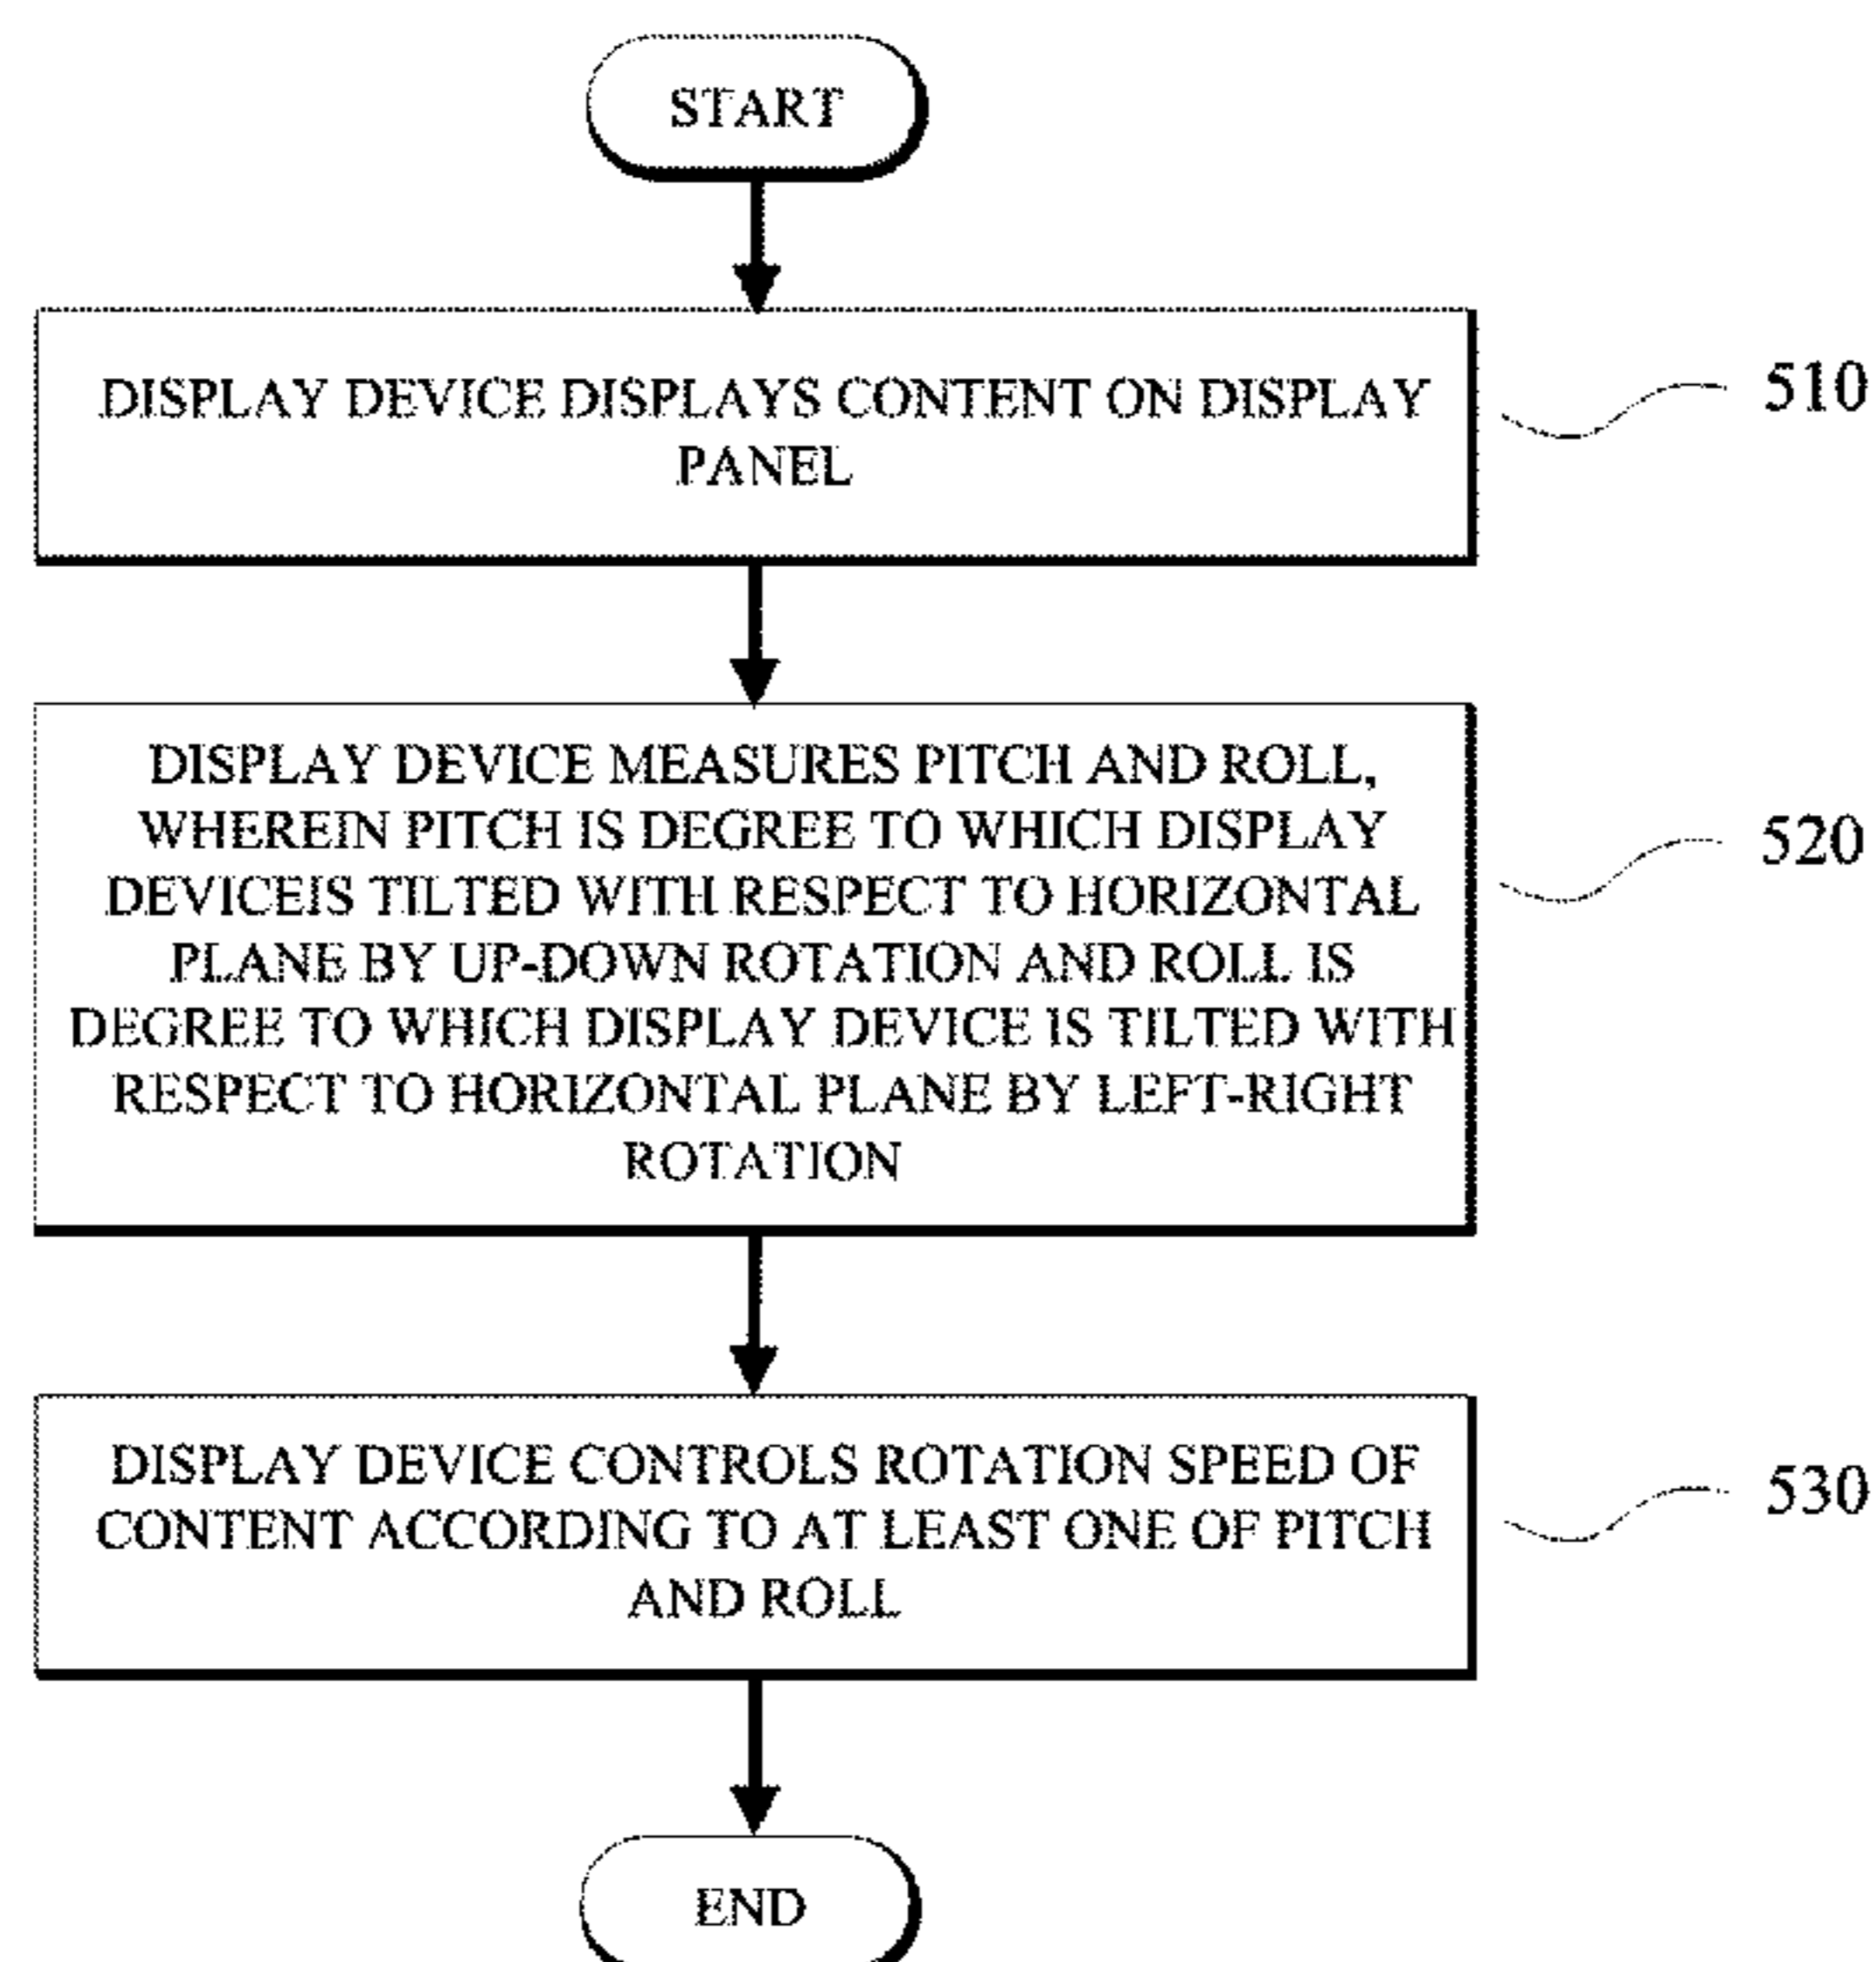 START
DISPLAY DEVICE DISPLAYS CONTENT ON DISPLAY
PANEL
510
DISPLAY DEVICE MEASURES PITCH AND ROLL,
WHEREIN PITCH IS DEGREE TO WHICH DISPLAY
DEVICEIS TILTED WITH RESPECT TO HORIZONTAL
PLANE BY UP-DOWN ROTATION AND ROLL IS
DEGREE TO WHICH DISPLAY DEVICE IS TILTED WITH
RESPECT TO HORIZONTAL PLANE BY LEFT-RIGHT
ROTATION
520
DISPLAY DEVICE CONTROLS ROTATION SPEED OF
CONTENT ACCORDING TO AT LEAST ONE OF PITCH
AND ROLL
530
END